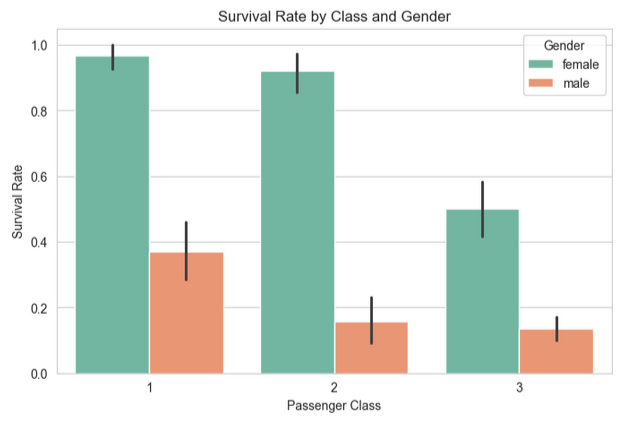 Survival Rate by Class and Gender
Gender
female
male
Survival Rate
1.0
0.8
0.6
0.4
0.2
0.0
1 2 3
Passenger Class